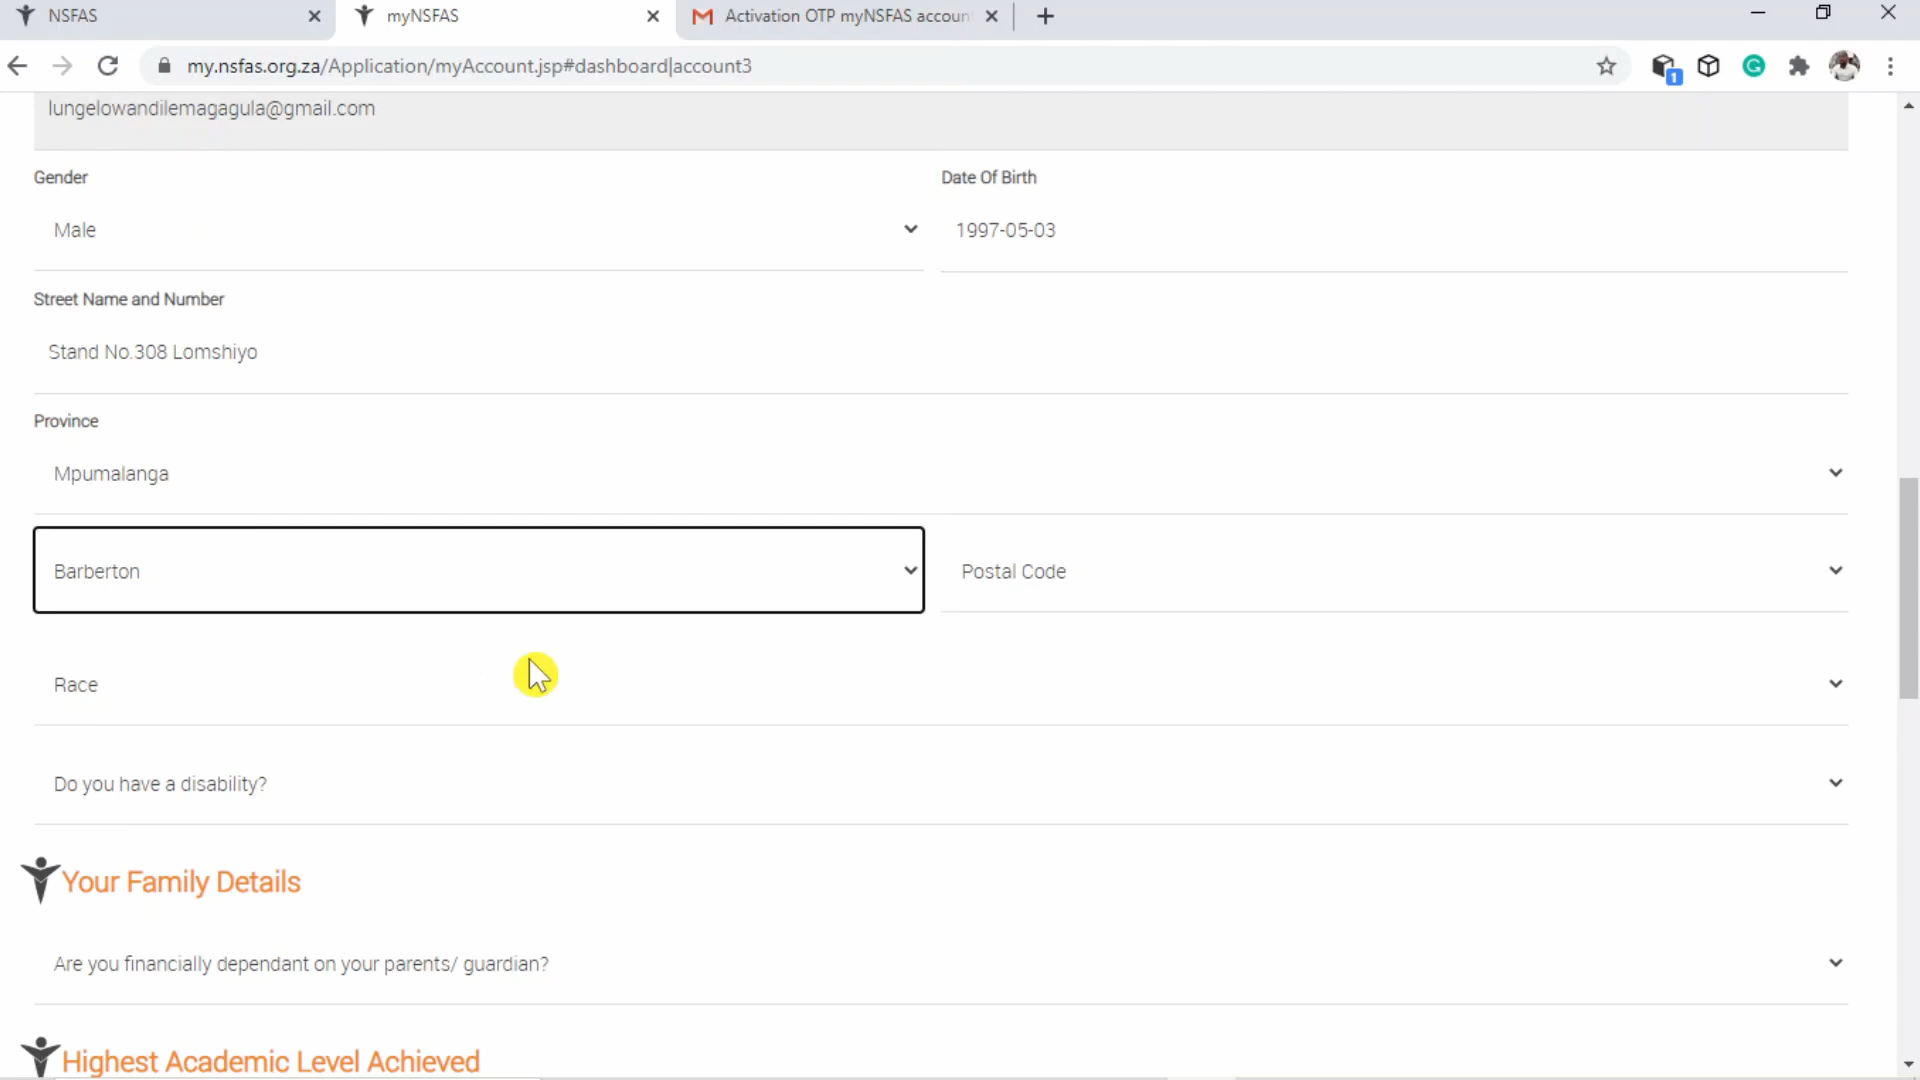 NSFAS
myNSFAS
Activation OTP myNSFAS accoun
my.nsfas.org.za/Application/myAccount.jsp#dashboard|account3
1
lungelowandilemagagula@gmail.com
Gender
Date Of Birth
Male
1997-05-03
Street Name and Number
Stand No.308 Lomshiyo
Province
Mpumalanga
Barberton
Postal Code
Race
Do you have a disability?
Your Family Details
Are you financially dependant on your parents/ guardian?
Highest Academic Level Achieved